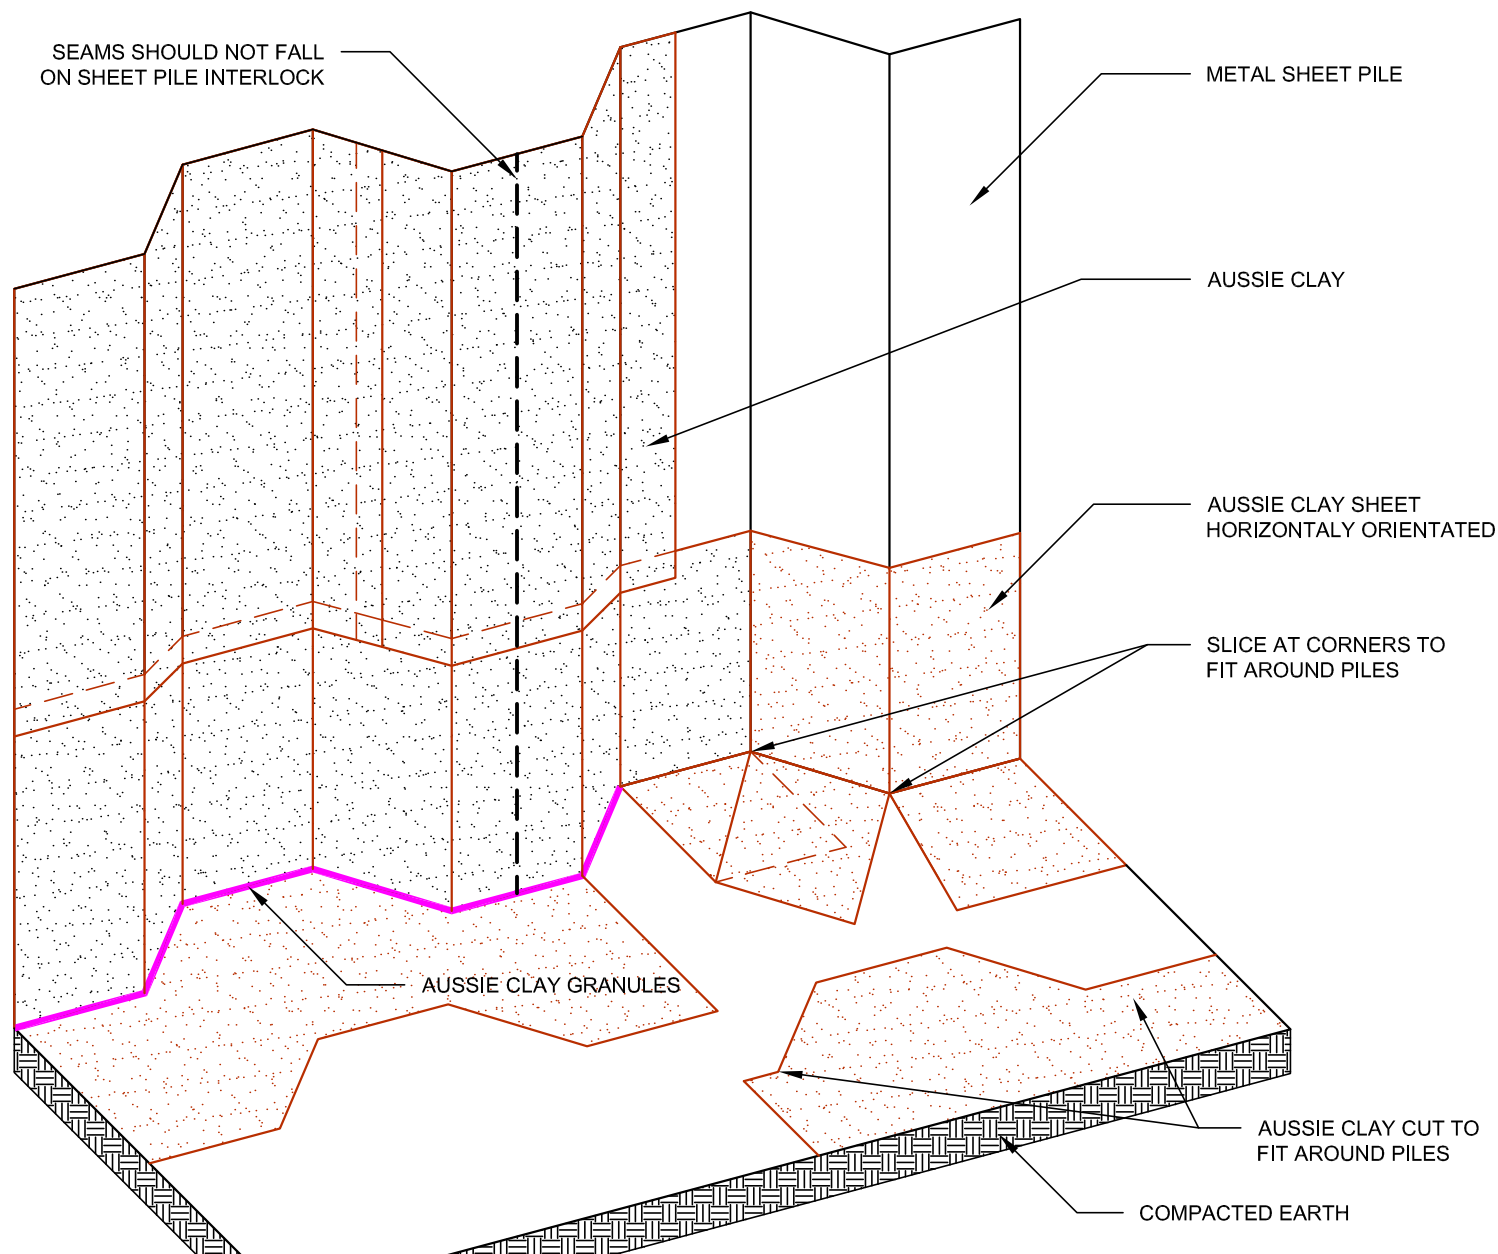 SEAMS SHOULD NOT FALL
ON SHEET PILE INTERLOCK
METAL SHEET PILE
AUSSIE CLAY
AUSSIE CLAY SHEET
HORIZONTALY ORIENTATED
SLICE AT CORNERS TO
FIT AROUND PILES
AUSSIE CLAY GRANULES
AUSSIE CLAY CUT TO
FIT AROUND PILES
COMPACTED EARTH